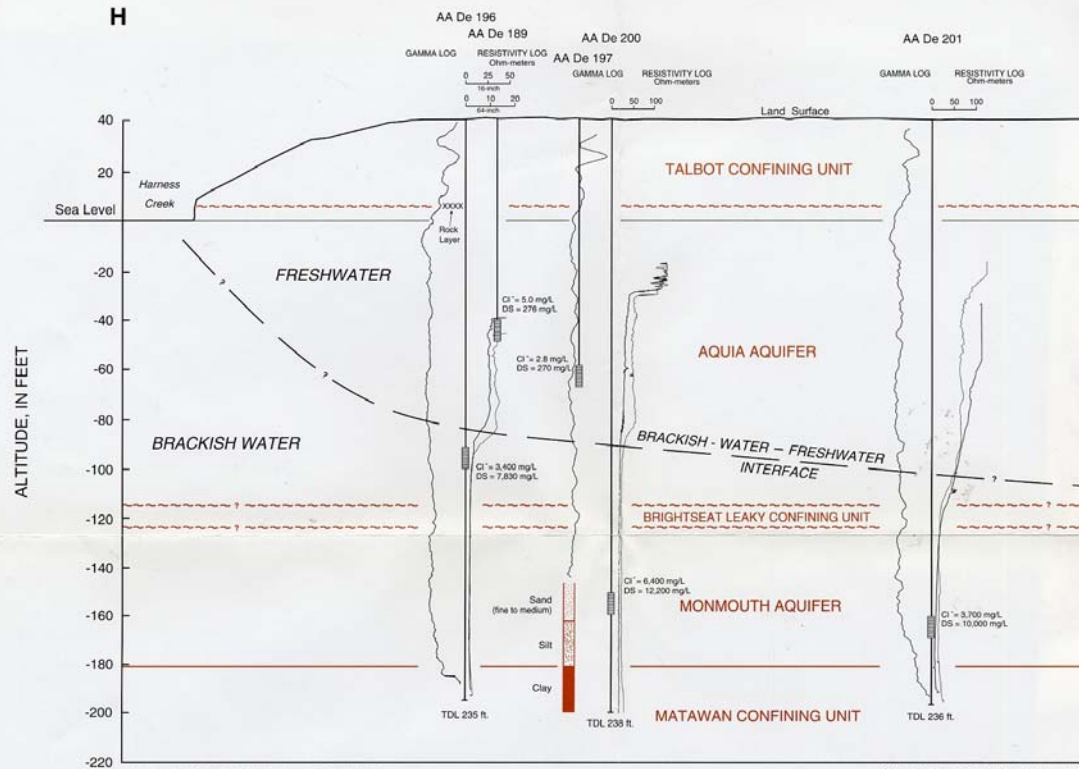 H
AA De 196
AA De 189
AA De 197
AA De 200
AA De 201
GAMMA LOG
RESISTIVITY LOG
Ohm-meters
0 25 50
16-inch
0 10 20
64-inch
GAMMA LOG
RESISTIVITY LOG
Ohm-meters
0 50 100
GAMMA LOG
RESISTIVITY LOG
Ohm-meters
0 50 100
Land Surface
ALTITUDE, IN FEET
40
20
Sea Level
-20
-40
-60
-80
-100
-120
-140
-160
-180
-200
-220
Harness
Creek
TALBOT CONFINING UNIT
XXXX
Rock
Layer
?
FRESHWATER
Cl⁻= 5.0 mg/L
DS = 276 mg/L
AQUIA AQUIFER
Cl⁻= 2.8 mg/L
DS = 270 mg/L
?
BRACKISH WATER
BRACKISH - WATER – FRESHWATER
INTERFACE
?
Cl⁻= 3,400 mg/L
DS = 7,830 mg/L
?
?
?
?
BRIGHTSEAT LEAKY CONFINING UNIT
Cl⁻= 6,400 mg/L
DS = 12,200 mg/L
Sand
(fine to medium)
MONMOUTH AQUIFER
Cl⁻= 3,700 mg/L
DS = 10,000 mg/L
Silt
Clay
TDL 235 ft.
TDL 238 ft.
MATAWAN CONFINING UNIT
TDL 236 ft.